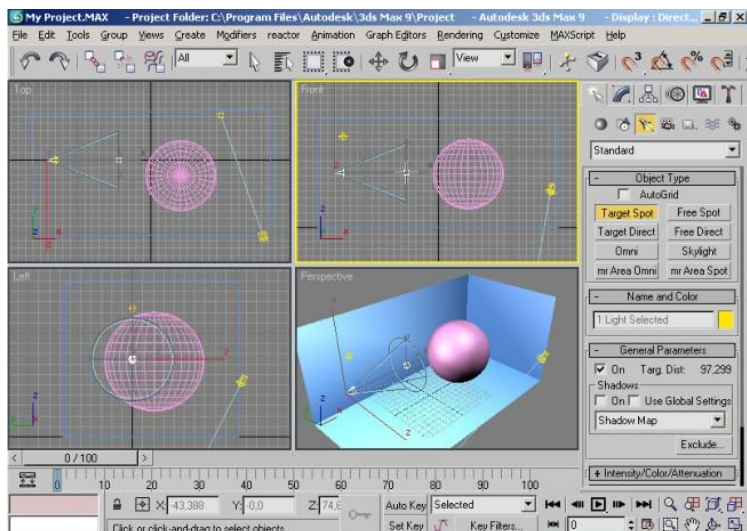 My Project.MAX - Project Folder: C:\Program Files\Autodesk\3ds Max 9\Project - Autodesk 3ds Max 9 - Display : Direct...
File Edit Tools Group Views Create Modifiers reactor Animation Graph Editors Rendering Customize MAXScript Help
All View 3 %
Top Front
Standard
- Object Type
AutoGrid
Target Spot Free Spot
Target Direct Free Direct
Omni Skylight
mr Area Omni mr Area Spot
Left Perspective
- Name and Color
1 Light Selected
- General Parameters
On Targ. Dist: 97,299
Shadows
On Use Global Settings
Shadow Map
Exclude...
+ Intensity/Color/Attenuation
< 0 / 100 >
0 10 20 30 40 50 60 70 80 90 100
X: -43,388 Y: -0,0 Z: 74,6 Auto Key Selected
Click or click-and-drag to select objects Set Key Key Filters... 0